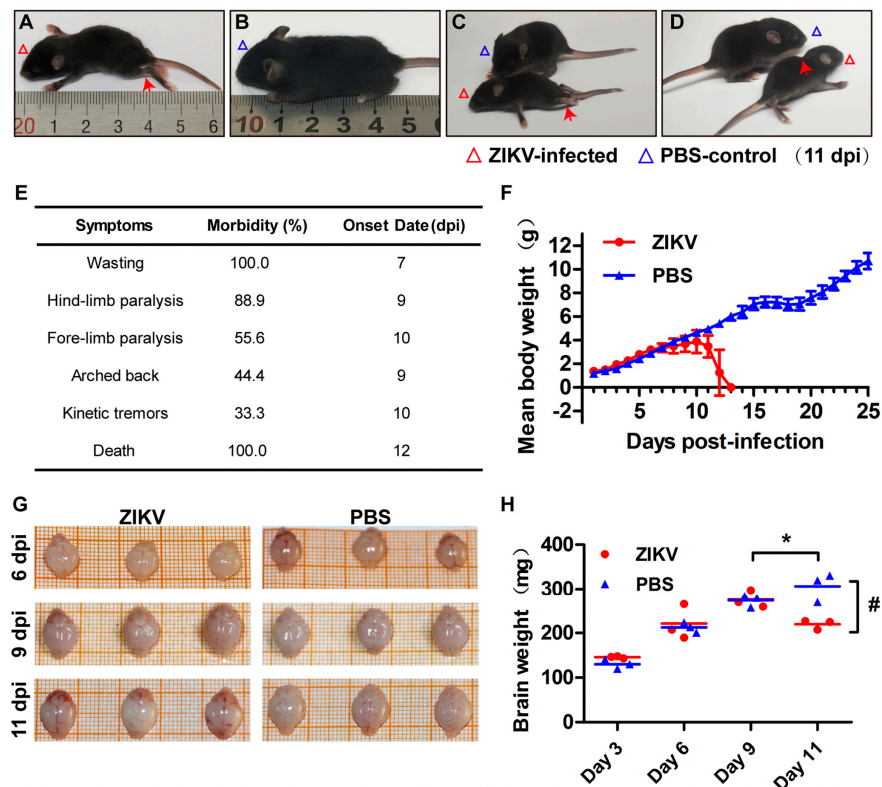 A
B
C
D
20 1 2 3 4 5 6
10 1 2 3 4 5
△ ZIKV-infected △ PBS-control (11 dpi)
E
Symptoms Morbidity (%) Onset Date(dpi)
Wasting 100.0 7
Hind-limb paralysis 88.9 9
Fore-limb paralysis 55.6 10
Arched back 44.4 9
Kinetic tremors 33.3 10
Death 100.0 12
F
Mean body weight (g)
12
10
8
6
4
2
0
-2
ZIKV
PBS
5 10 15 20 25
Days post-infection
G
ZIKV PBS
6 dpi
9 dpi
11 dpi
H
Brain weight (mg)
400
300
200
100
0
ZIKV
PBS
*
#
Day 3 Day 6 Day 9 Day 11